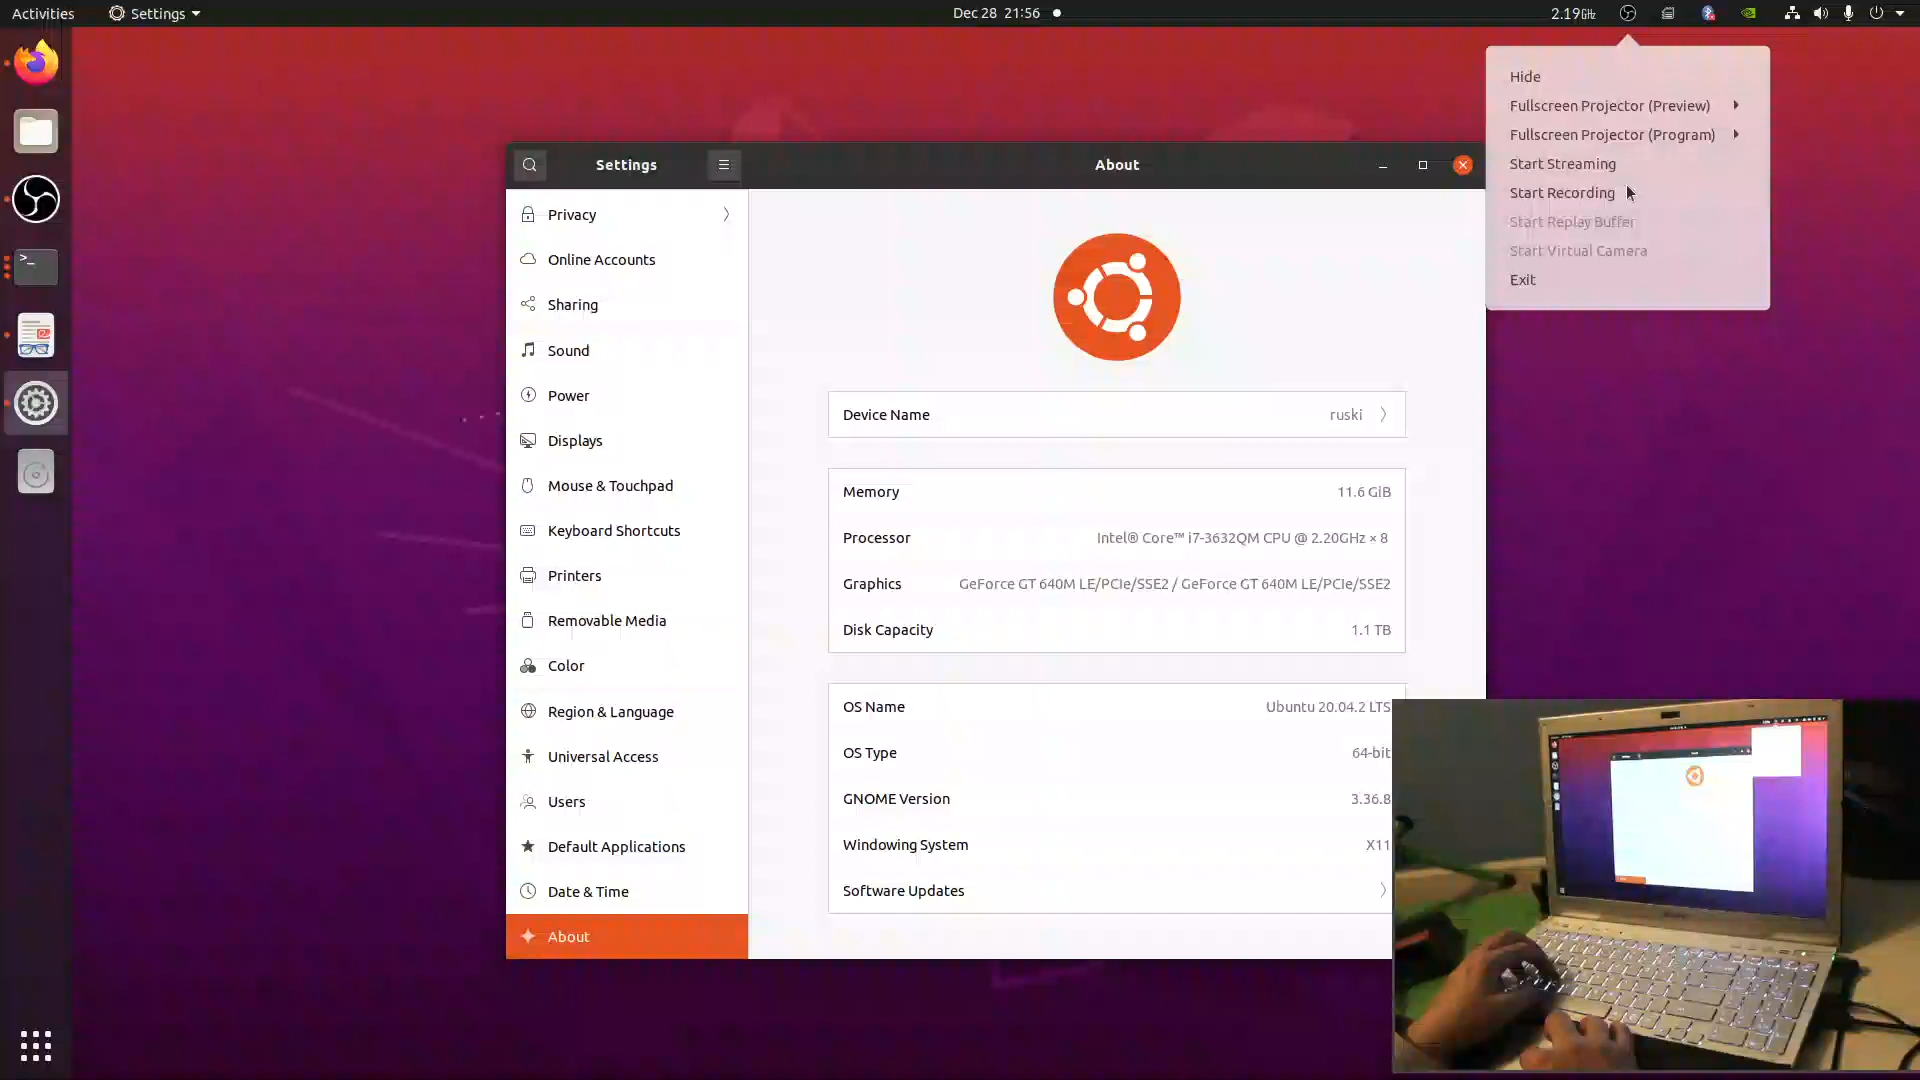 Activities
Settings
Dec 28 21:56
2.19GHz
Hide
Fullscreen Projector (Preview)
Fullscreen Projector (Program)
Start Streaming
Start Recording
Start Replay Buffer
Start Virtual Camera
Exit
Settings
About
Privacy
Online Accounts
Sharing
Sound
Power
Displays
Mouse & Touchpad
Keyboard Shortcuts
Printers
Removable Media
Color
Region & Language
Universal Access
Users
Default Applications
Date & Time
About
Device Name ruski
Memory 11.6 GiB
Processor Intel® Core™ i7-3632QM CPU @ 2.20GHz × 8
Graphics GeForce GT 640M LE/PCIe/SSE2 / GeForce GT 640M LE/PCIe/SSE2
Disk Capacity 1.1 TB
OS Name Ubuntu 20.04.2 LTS
OS Type 64-bit
GNOME Version 3.36.8
Windowing System X11
Software Updates